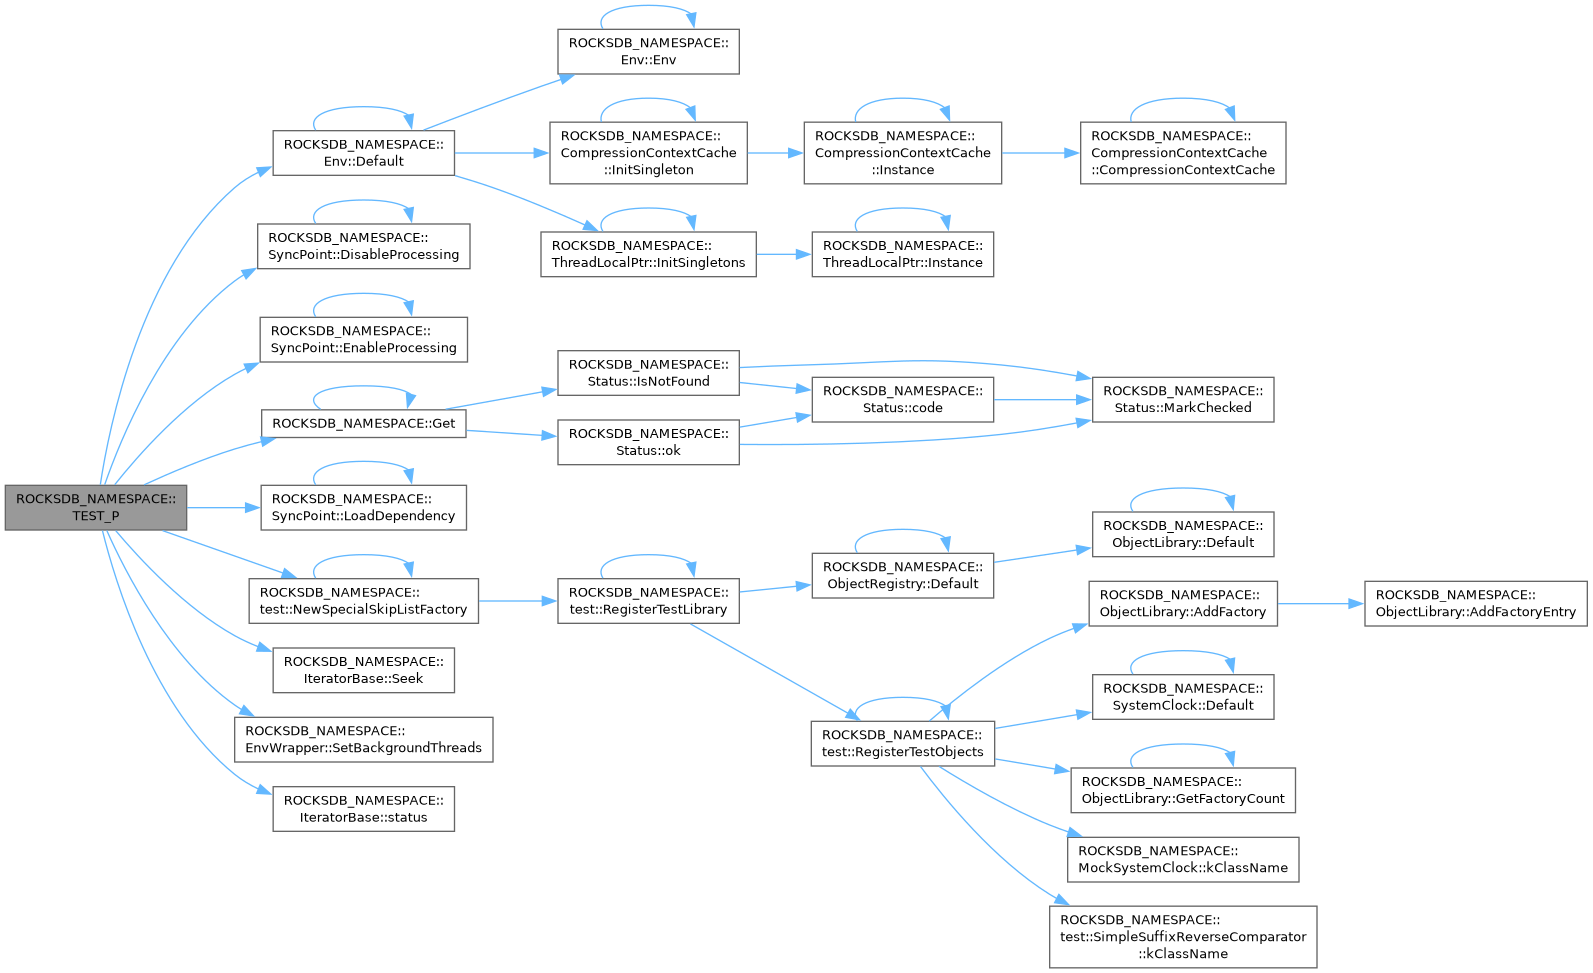 ROCKSDB_NAMESPACE::
TEST_P
ROCKSDB_NAMESPACE::
Env::Default
ROCKSDB_NAMESPACE::
Env::Env
ROCKSDB_NAMESPACE::
CompressionContextCache
::InitSingleton
ROCKSDB_NAMESPACE::
CompressionContextCache
::Instance
ROCKSDB_NAMESPACE::
CompressionContextCache
::CompressionContextCache
ROCKSDB_NAMESPACE::
ThreadLocalPtr::InitSingletons
ROCKSDB_NAMESPACE::
ThreadLocalPtr::Instance
ROCKSDB_NAMESPACE::
SyncPoint::DisableProcessing
ROCKSDB_NAMESPACE::
SyncPoint::EnableProcessing
ROCKSDB_NAMESPACE::Get
ROCKSDB_NAMESPACE::
Status::IsNotFound
ROCKSDB_NAMESPACE::
Status::code
ROCKSDB_NAMESPACE::
Status::MarkChecked
ROCKSDB_NAMESPACE::
Status::ok
ROCKSDB_NAMESPACE::
SyncPoint::LoadDependency
ROCKSDB_NAMESPACE::
test::NewSpecialSkipListFactory
ROCKSDB_NAMESPACE::
test::RegisterTestLibrary
ROCKSDB_NAMESPACE::
ObjectRegistry::Default
ROCKSDB_NAMESPACE::
ObjectLibrary::Default
ROCKSDB_NAMESPACE::
test::RegisterTestObjects
ROCKSDB_NAMESPACE::
ObjectLibrary::AddFactory
ROCKSDB_NAMESPACE::
ObjectLibrary::AddFactoryEntry
ROCKSDB_NAMESPACE::
SystemClock::Default
ROCKSDB_NAMESPACE::
ObjectLibrary::GetFactoryCount
ROCKSDB_NAMESPACE::
MockSystemClock::kClassName
ROCKSDB_NAMESPACE::
test::SimpleSuffixReverseComparator
::kClassName
ROCKSDB_NAMESPACE::
IteratorBase::Seek
ROCKSDB_NAMESPACE::
EnvWrapper::SetBackgroundThreads
ROCKSDB_NAMESPACE::
IteratorBase::status